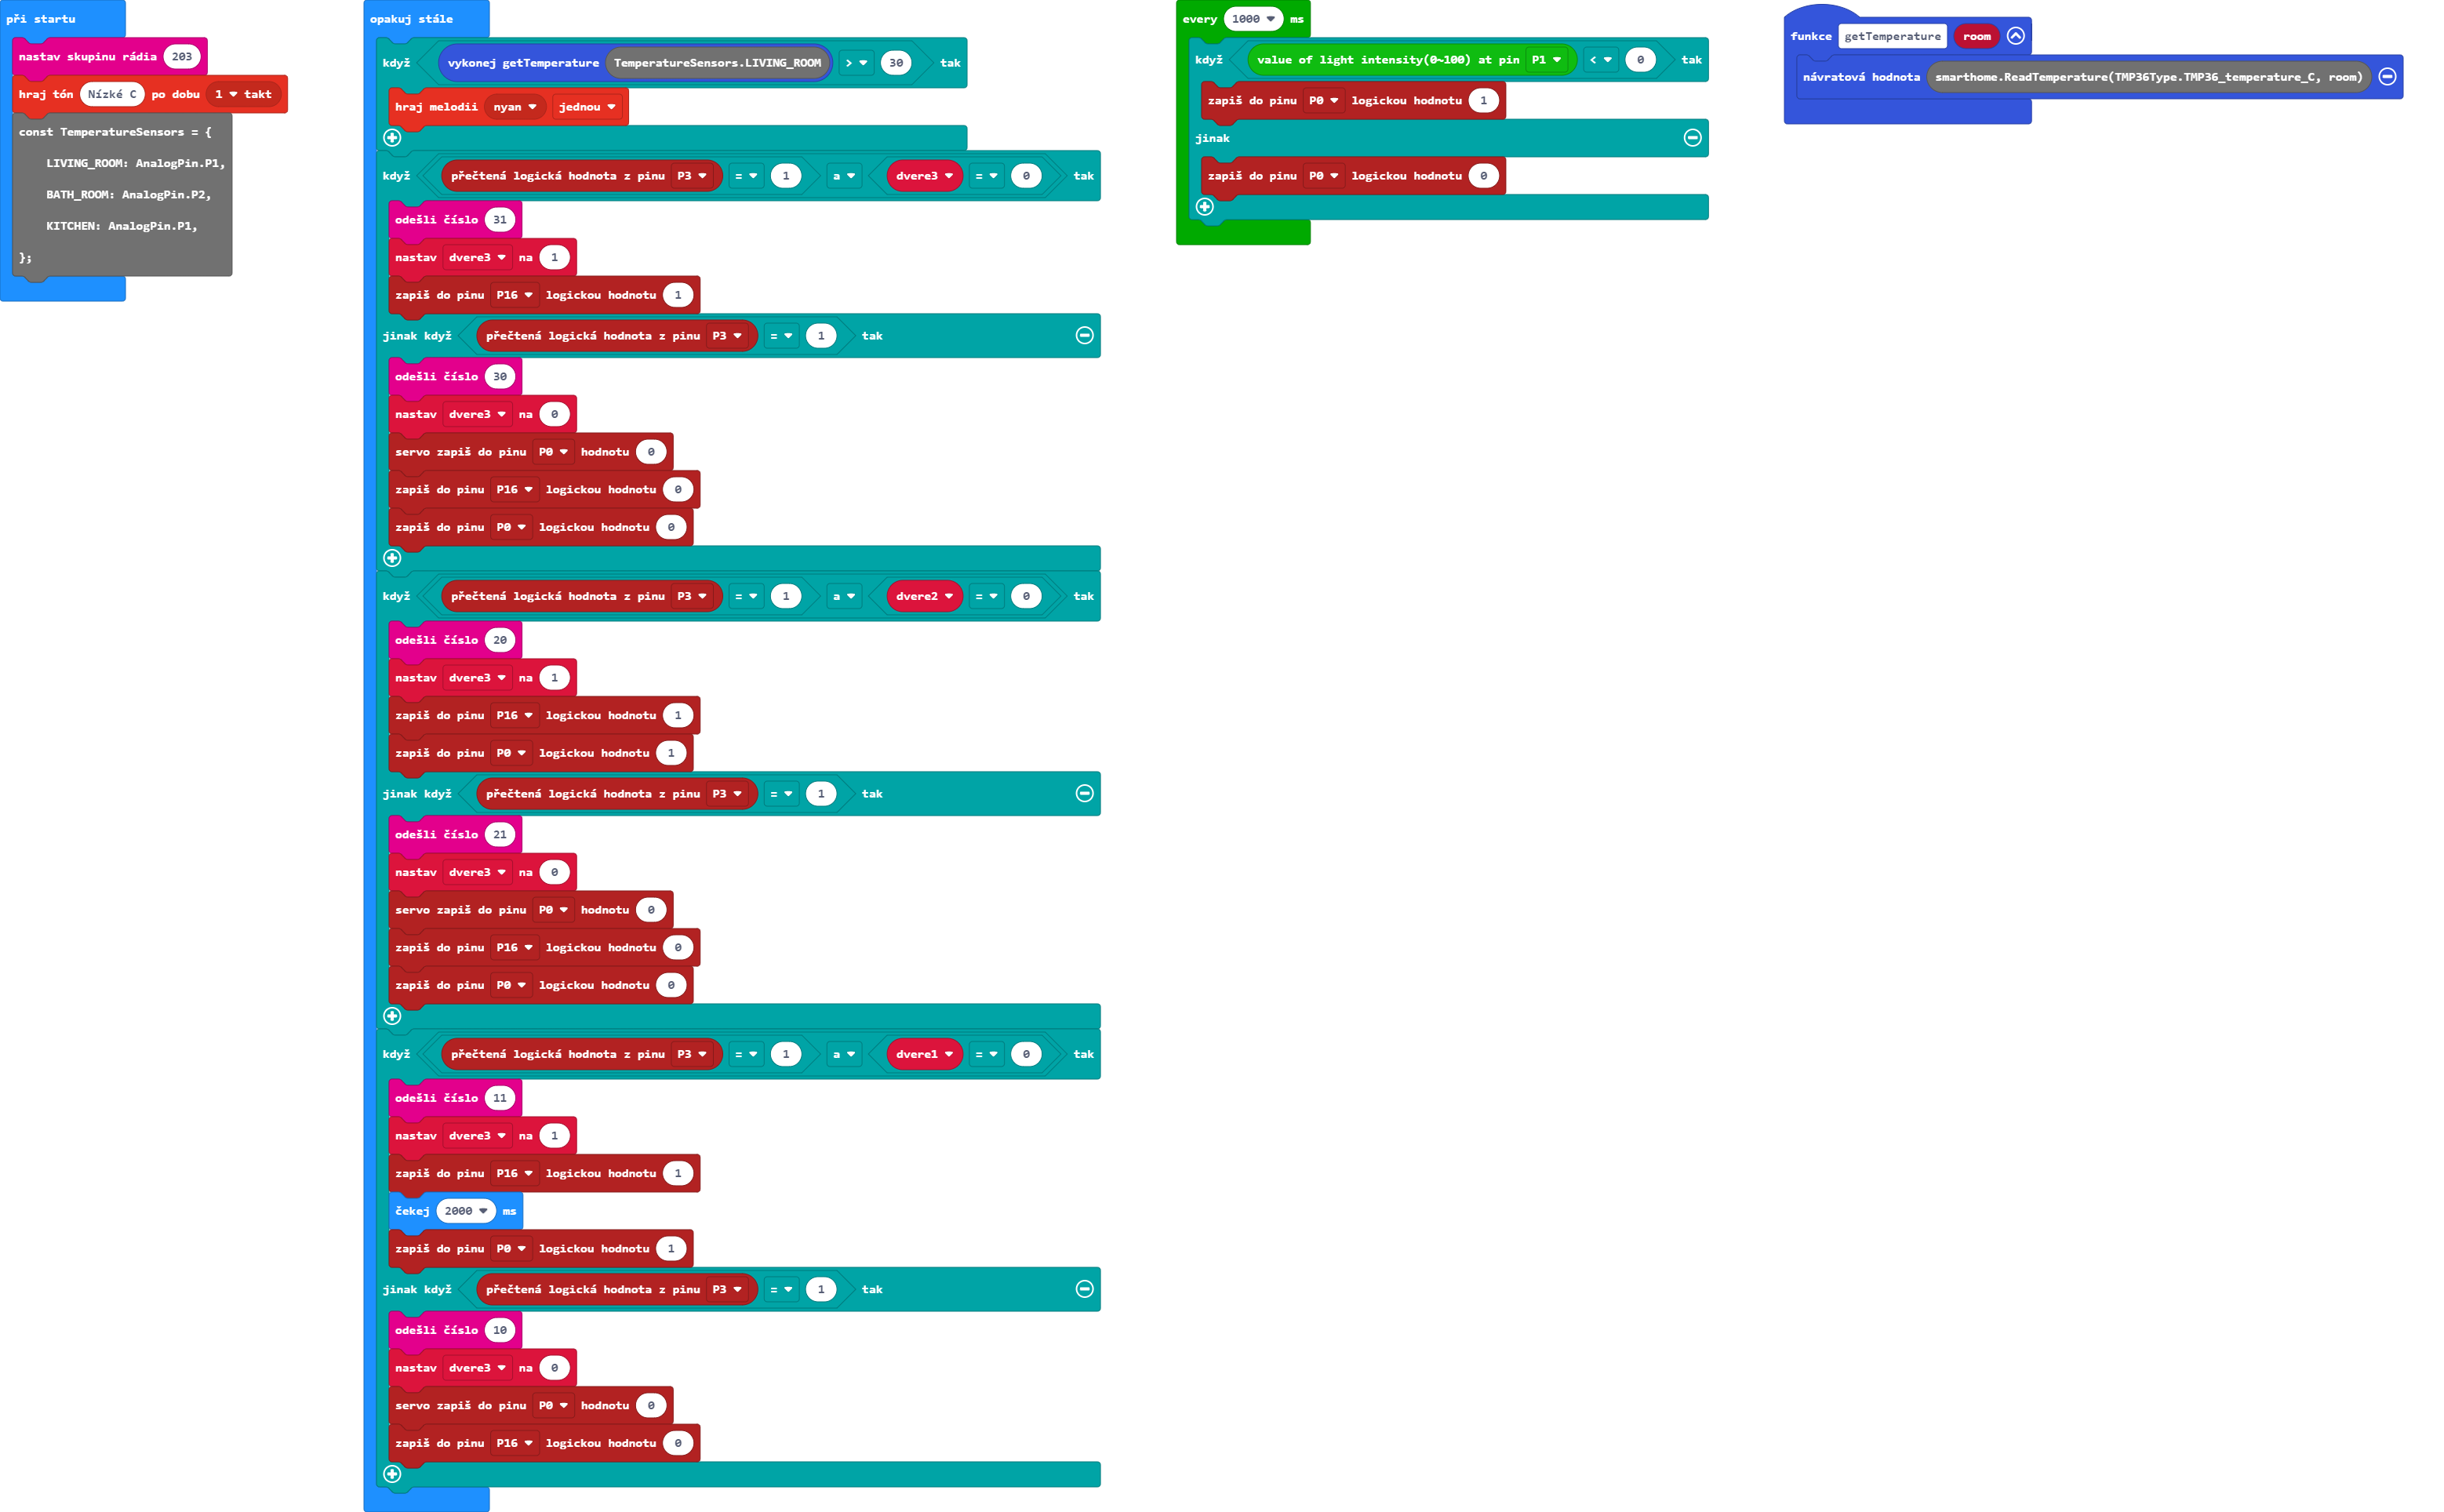 při startu
nastav skupinu rádia 203
hraj tón Nízké C po dobu 1 takt
const TemperatureSensors = {
LIVING_ROOM: AnalogPin.P1,
BATH_ROOM: AnalogPin.P2,
KITCHEN: AnalogPin.P1,
};
opakuj stále
když vykonej getTemperature TemperatureSensors.LIVING_ROOM > 30 tak
hraj melodii nyan jednou
když přečtená logická hodnota z pinu P3 = 1 a dvere3 = 0 tak
odešli číslo 31
nastav dvere3 na 1
zapiš do pinu P16 logickou hodnotu 1
jinak když přečtená logická hodnota z pinu P3 = 1 tak
odešli číslo 30
nastav dvere3 na 0
servo zapiš do pinu P0 hodnotu 0
zapiš do pinu P16 logickou hodnotu 0
zapiš do pinu P0 logickou hodnotu 0
když přečtená logická hodnota z pinu P3 = 1 a dvere2 = 0 tak
odešli číslo 20
nastav dvere3 na 1
zapiš do pinu P16 logickou hodnotu 1
zapiš do pinu P0 logickou hodnotu 1
jinak když přečtená logická hodnota z pinu P3 = 1 tak
odešli číslo 21
nastav dvere3 na 0
servo zapiš do pinu P0 hodnotu 0
zapiš do pinu P16 logickou hodnotu 0
zapiš do pinu P0 logickou hodnotu 0
když přečtená logická hodnota z pinu P3 = 1 a dvere1 = 0 tak
odešli číslo 11
nastav dvere3 na 1
zapiš do pinu P16 logickou hodnotu 1
čekej 2000 ms
zapiš do pinu P0 logickou hodnotu 1
jinak když přečtená logická hodnota z pinu P3 = 1 tak
odešli číslo 10
nastav dvere3 na 0
servo zapiš do pinu P0 hodnotu 0
zapiš do pinu P16 logickou hodnotu 0
every 1000 ms
když value of light intensity(0~100) at pin P1 < 0 tak
zapiš do pinu P0 logickou hodnotu 1
jinak
zapiš do pinu P0 logickou hodnotu 0
funkce getTemperature room
návratová hodnota smarthome.ReadTemperature(TMP36Type.TMP36_temperature_C, room)